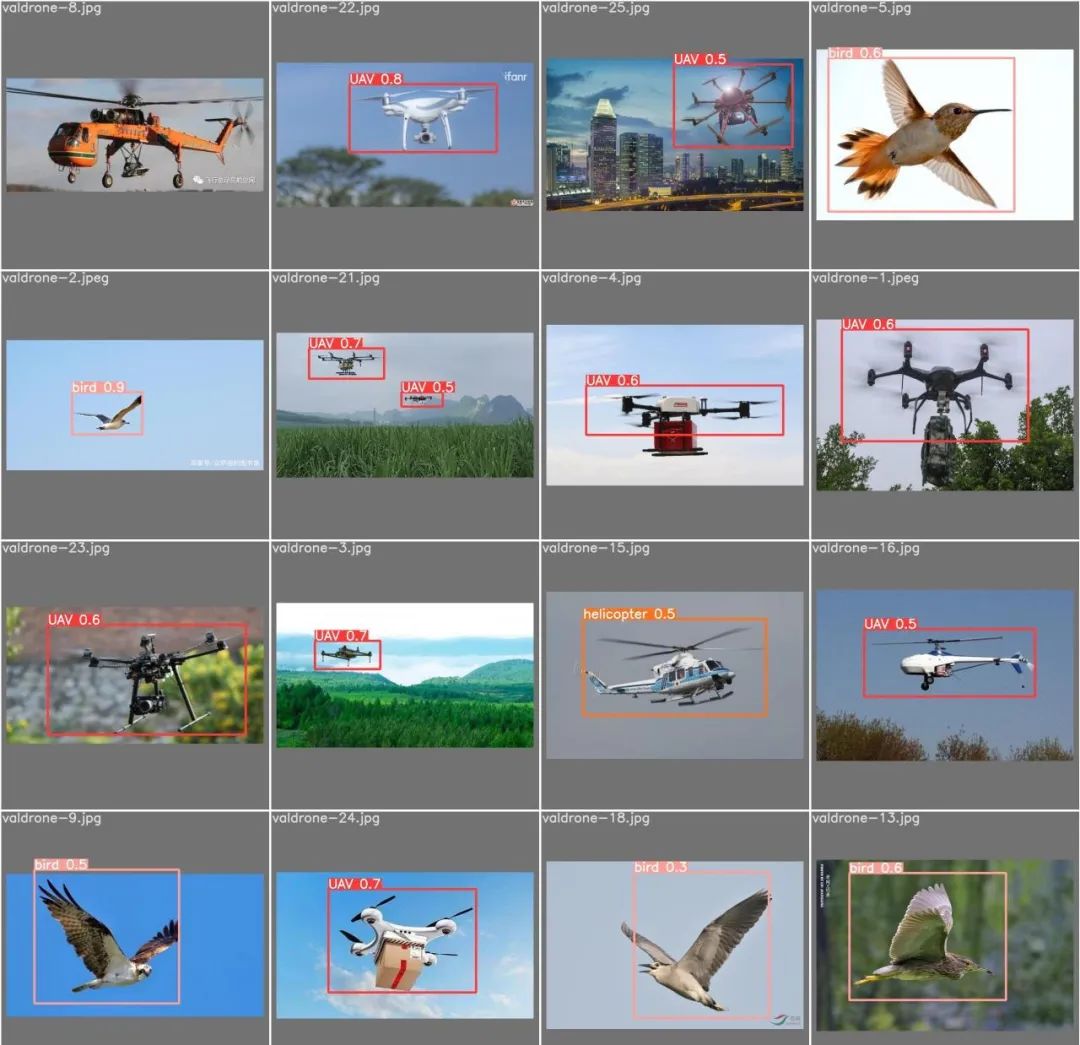 valdrone-8.jpg
valdrone-22.jpg
valdrone-25.jpg
valdrone-5.jpg
UAV 0.8
ifanr
UAV 0.5
bird 0.6
valdrone-2.jpeg
valdrone-21.jpg
valdrone-4.jpg
valdrone-1.jpeg
bird 0.9
UAV 0.7
UAV 0.5
UAV 0.6
UAV 0.6
valdrone-23.jpg
valdrone-3.jpg
valdrone-15.jpg
valdrone-16.jpg
UAV 0.6
UAV 0.7
helicopter 0.5
UAV 0.5
valdrone-9.jpg
valdrone-24.jpg
valdrone-18.jpg
valdrone-13.jpg
bird 0.5
UAV 0.7
bird 0.3
bird 0.6